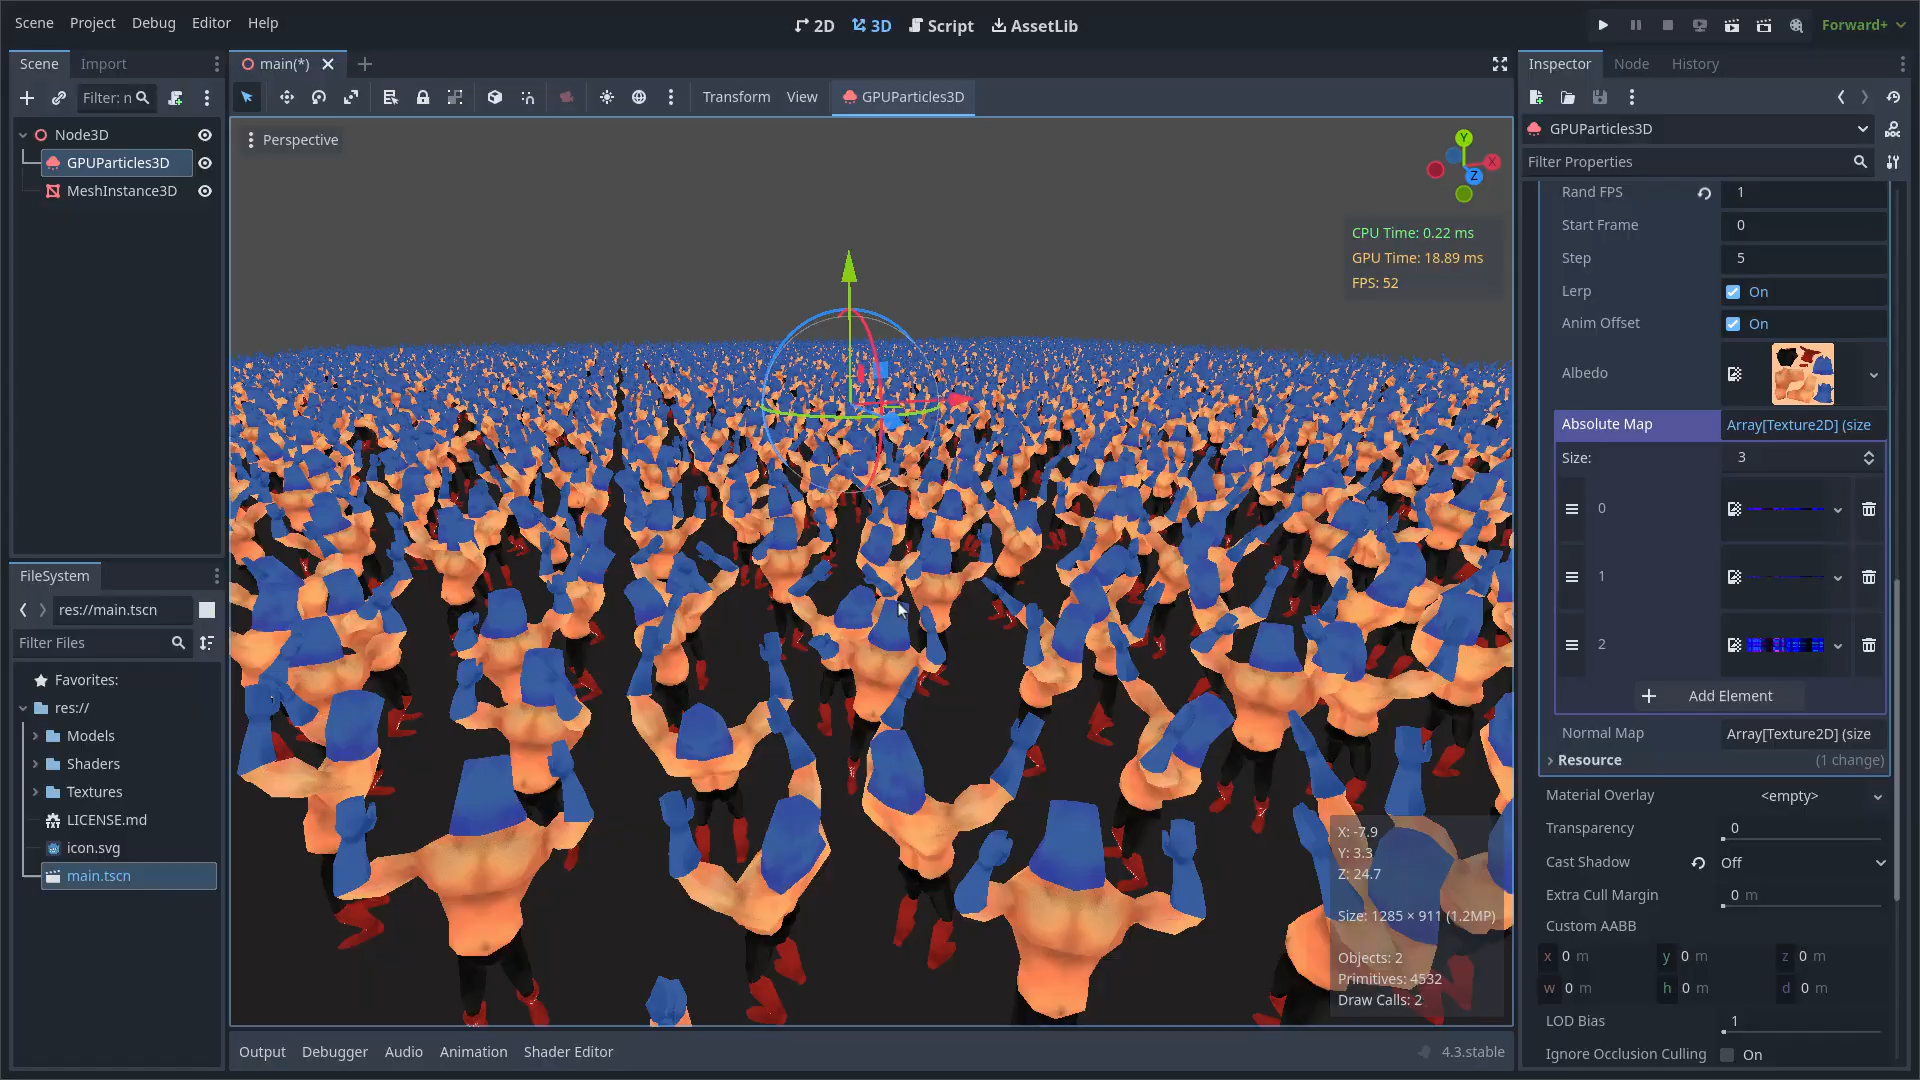 Scene Project Debug Editor Help
2D 3D Script AssetLib
Forward+
Scene Import
main(*)
Inspector Node History
Filter: n
Transform View GPUParticles3D
Node3D
GPUParticles3D
MeshInstance3D
FileSystem
res://main.tscn
Filter Files
Favorites:
res://
Models
Shaders
Textures
LICENSE.md
icon.svg
main.tscn
Perspective
Y
X
Z
CPU Time: 0.22 ms
GPU Time: 18.89 ms
FPS: 52
X: -7.9
Y: 3.3
Z: 24.7
Size: 1285 × 911 (1.2MP)
Objects: 2
Primitives: 4532
Draw Calls: 2
Output Debugger Audio Animation Shader Editor
4.3.stable
GPUParticles3D
Filter Properties
Rand FPS 1
Start Frame 0
Step 5
Lerp On
Anim Offset On
Albedo
Absolute Map Array[Texture2D] (size
Size: 3
0
1
2
Add Element
Normal Map Array[Texture2D] (size
Resource (1 change)
Material Overlay <empty>
Transparency 0
Cast Shadow Off
Extra Cull Margin 0 m
Custom AABB
x 0 m y 0 m z 0 m
w 0 m h 0 m d 0 m
LOD Bias 1
Ignore Occlusion Culling On